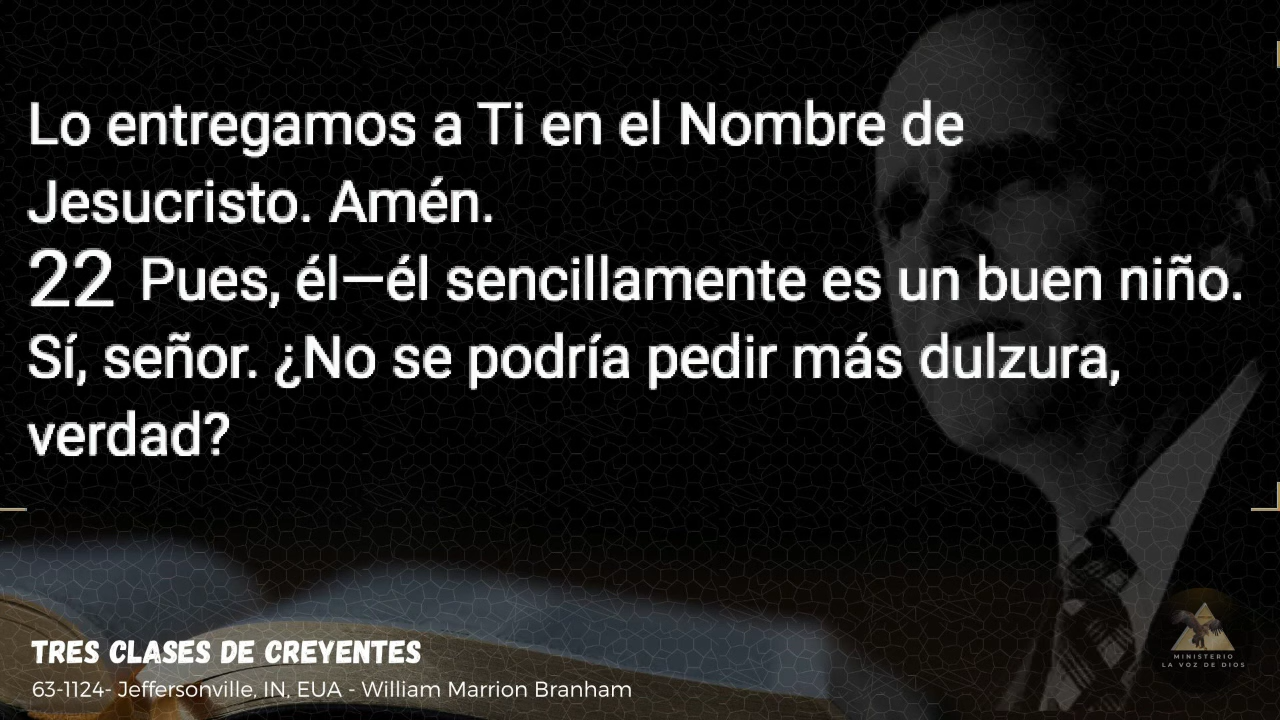 Lo entregamos a Ti en el Nombre de
Jesucristo. Amén.
22 Pues, él—él sencillamente es un buen niño.
Sí, señor. ¿No se podría pedir más dulzura,
verdad?
TRES CLASES DE CREYENTES
63-1124- Jeffersonville, IN, EUA - William Marrion Branham
MINISTERIO
LA VOZ DE DIOS